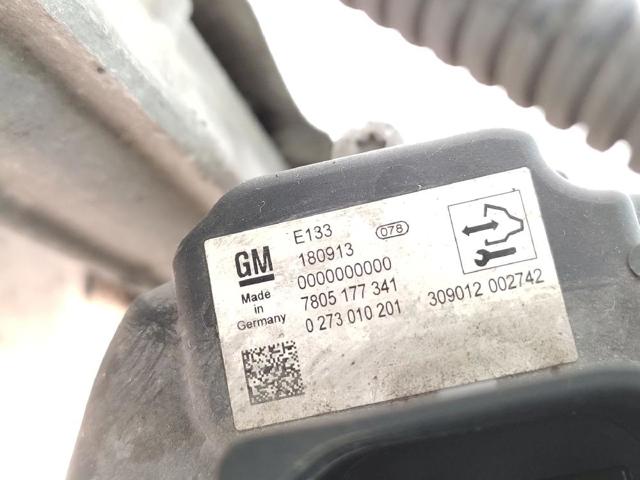 E133 078
GM 180913
0000000000
Made in Germany
7805 177 341
0 273 010 201
309012 002742